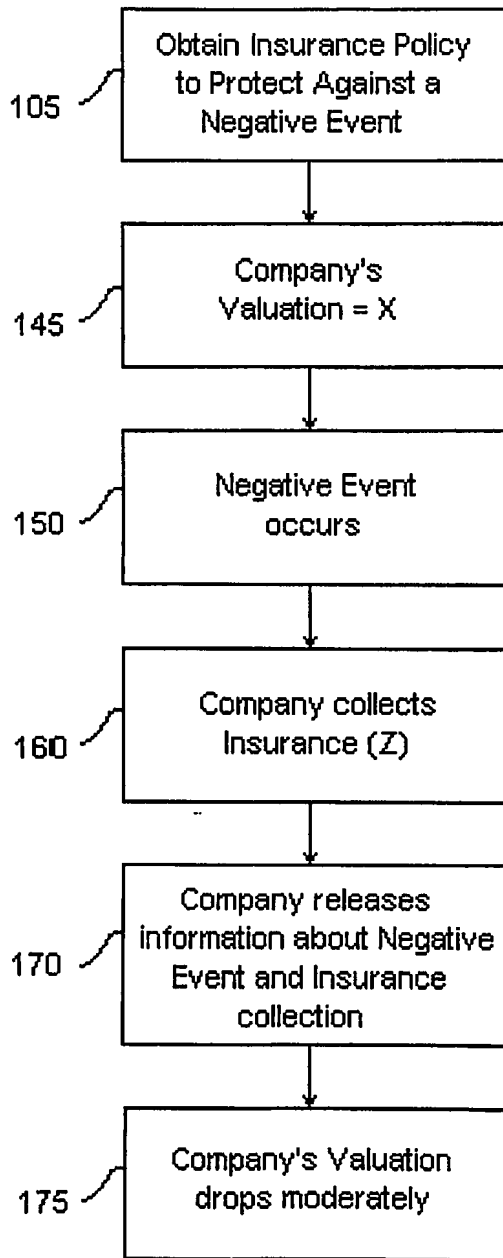 Obtain Insurance Policy
to Protect Against a
Negative Event
105
Company's
Valuation = X
145
Negative Event
occurs
150
Company collects
Insurance (Z)
160
Company releases
information about Negative
Event and Insurance
collection
170
Company's Valuation
drops moderately
175